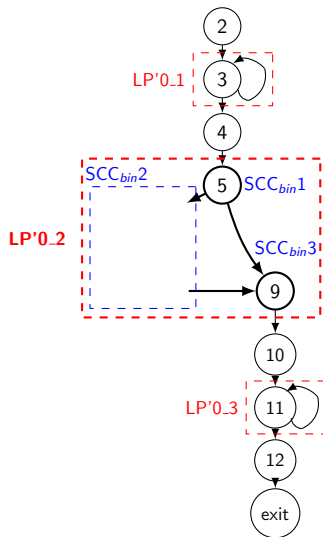 2
LP'0_1
3
4
SCC_bin2
5
SCC_bin1
LP'0_2
SCC_bin3
9
10
LP'0_3
11
12
exit